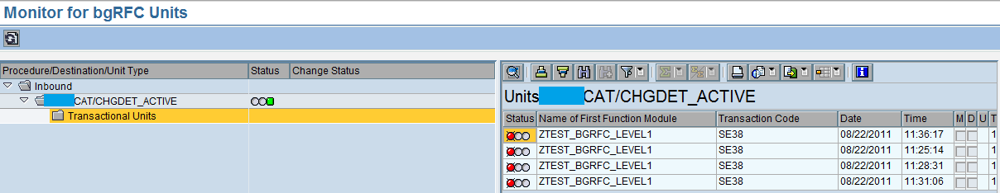 Monitor for bgRFC Units
Procedure/Destination/Unit Type Status Change Status
Inbound
CAT/CHGDET_ACTIVE
Transactional Units
Units CAT/CHGDET_ACTIVE
Status Name of First Function Module Transaction Code Date Time M D U T
ZTEST_BGRFC_LEVEL1 SE38 08/22/2011 11:36:17 1
ZTEST_BGRFC_LEVEL1 SE38 08/22/2011 11:25:14 1
ZTEST_BGRFC_LEVEL1 SE38 08/22/2011 11:28:31 1
ZTEST_BGRFC_LEVEL1 SE38 08/22/2011 11:31:06 1